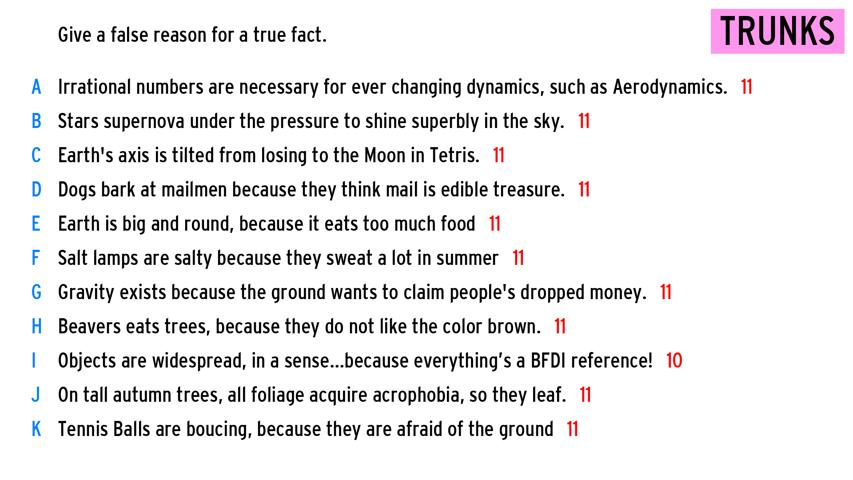 Give a false reason for a true fact.
TRUNKS
A Irrational numbers are necessary for ever changing dynamics, such as Aerodynamics. 11
B Stars supernova under the pressure to shine superbly in the sky. 11
C Earth's axis is tilted from losing to the Moon in Tetris. 11
D Dogs bark at mailmen because they think mail is edible treasure. 11
E Earth is big and round, because it eats too much food 11
F Salt lamps are salty because they sweat a lot in summer 11
G Gravity exists because the ground wants to claim people's dropped money. 11
H Beavers eats trees, because they do not like the color brown. 11
I Objects are widespread, in a sense...because everything's a BFDI reference! 10
J On tall autumn trees, all foliage acquire acrophobia, so they leaf. 11
K Tennis Balls are boucing, because they are afraid of the ground 11